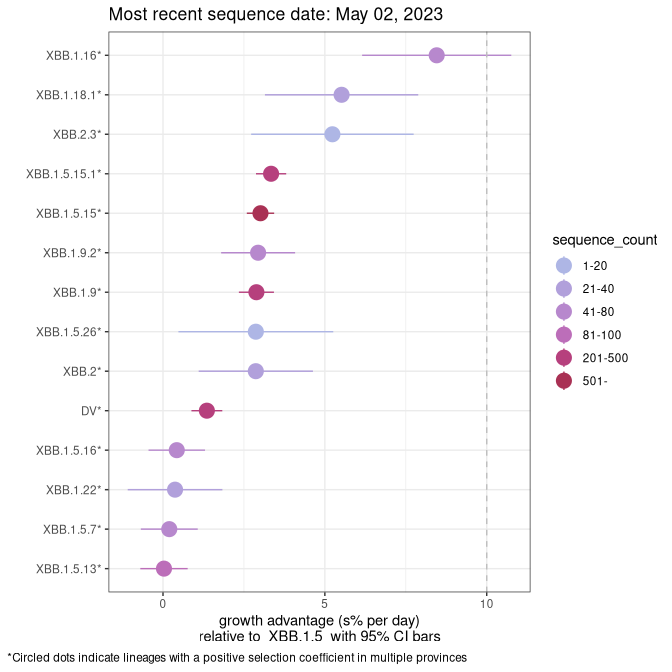 Most recent sequence date: May 02, 2023
XBB.1.16*
XBB.1.18.1*
XBB.2.3*
XBB.1.5.15.1*
XBB.1.5.15*
XBB.1.9.2*
XBB.1.9*
XBB.1.5.26*
XBB.2*
DV*
XBB.1.5.16*
XBB.1.22*
XBB.1.5.7*
XBB.1.5.13*
0 5 10
growth advantage (s% per day)
relative to XBB.1.5 with 95% CI bars
sequence_count
1-20
21-40
41-80
81-100
201-500
501-
*Circled dots indicate lineages with a positive selection coefficient in multiple provinces